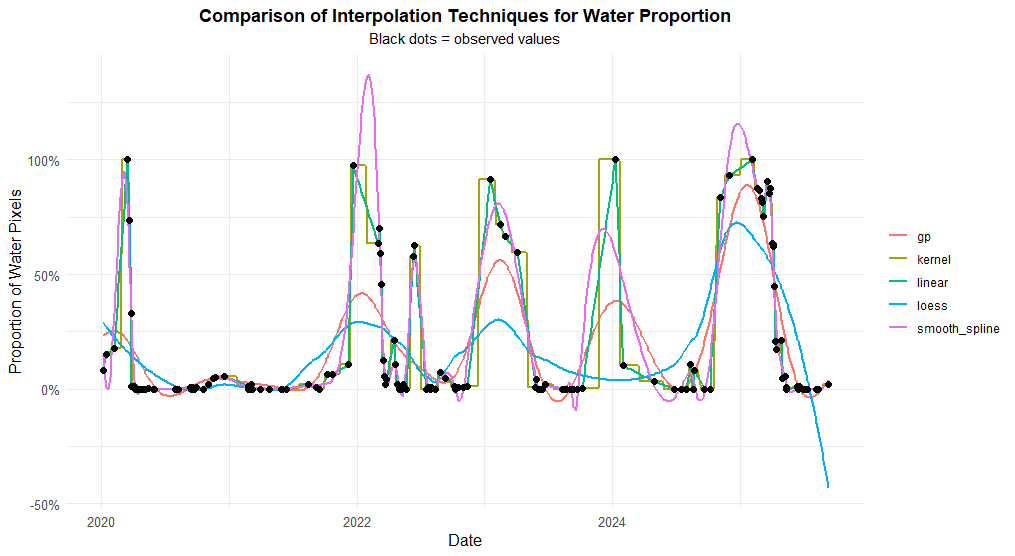 Comparison of Interpolation Techniques for Water Proportion
Black dots = observed values
Proportion of Water Pixels
100%
50%
0%
-50%
2020
2022
2024
Date
gp
kernel
linear
loess
smooth_spline